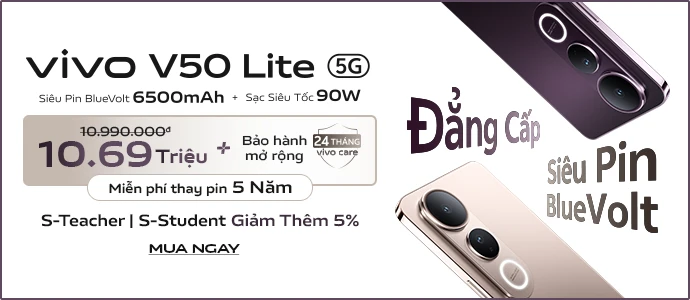 vivo V50 Lite 5G
Siêu Pin BlueVolt 6500mAh + Sạc Siêu Tốc 90W
10.990.000đ
10.69 Triệu + Bảo hành mở rộng
24 THÁNG
vivo care
Miễn phí thay pin 5 Năm
S-Teacher | S-Student Giảm Thêm 5%
MUA NGAY
Đẳng Cấp
Siêu Pin
BlueVolt